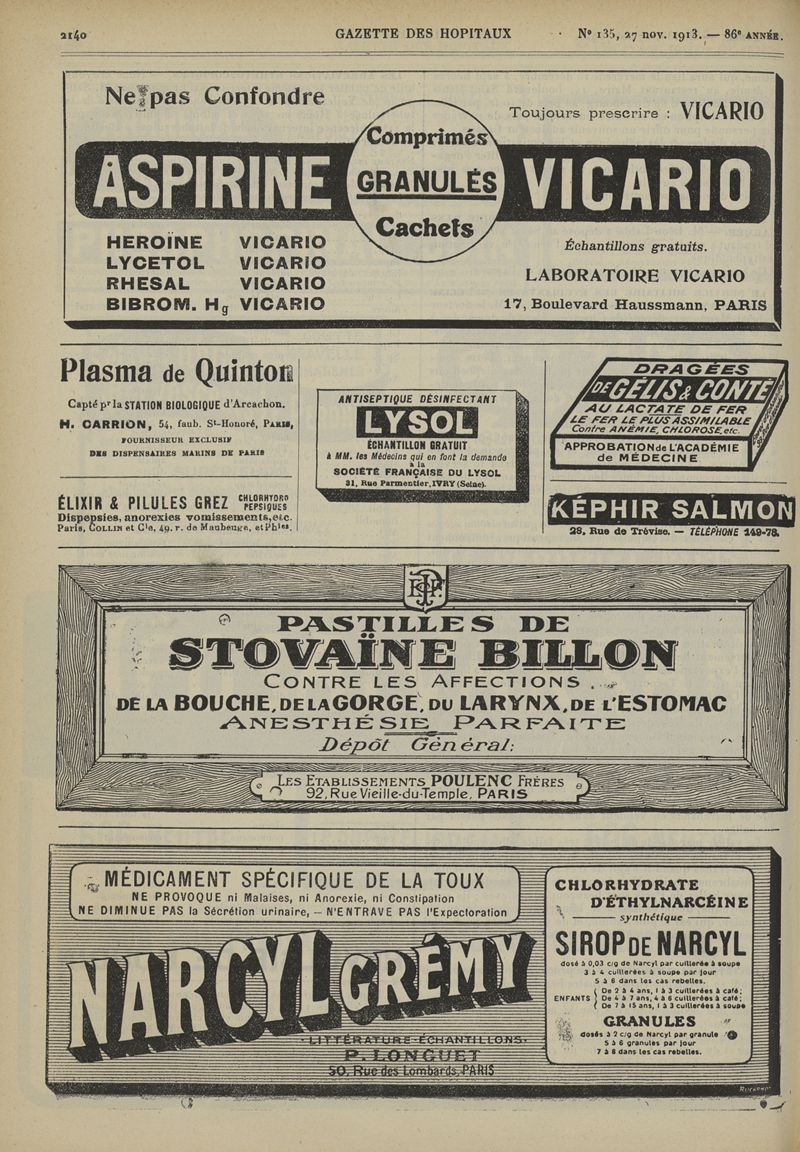 2140 GAZETTE DES HOPITAUX N° 135, 27 nov. 1913. — 86e ANNÉE.
Ne pas Confondre
Toujours prescrire : VICARIO
Comprimés
ASPIRINE GRANULÉS VICARIO
Cachets
HEROÏNE VICARIO
LYCETOL VICARIO
RHESAL VICARIO
BIBROM. Hg VICARIO
Échantillons gratuits.
LABORATOIRE VICARIO
17, Boulevard Haussmann, PARIS
Plasma de Quinton
Capté pr la STATION BIOLOGIQUE d'Arcachon.
H. CARRION, 54, faub. St-Honoré, PARIS,
FOURNISSEUR EXCLUSIF
DES DISPENSAIRES MARINS DE PARIS
ÉLIXIR & PILULES GREZ CHLORHYDRO PEPSIQUES
Dispepsies, anorexies vomissements, etc.
Paris, COLLIN et Cie, 49, r. de Maubeuge, et Phies.
ANTISEPTIQUE DÉSINFECTANT
LYSOL
ÉCHANTILLON GRATUIT
à MM. les Médecins qui en font la demande
à la
SOCIÉTÉ FRANÇAISE DU LYSOL
81, Rue Parmentier, IVRY (Seine).
DRAGÉES
DE GÉLIS & CONTÉ
AU LACTATE DE FER
LE FER LE PLUS ASSIMILABLE
Contre ANÉMIE, CHLOROSE, etc.
APPROBATION de L'ACADÉMIE
de MÉDECINE
KÉPHIR SALMON
28, Rue de Trévise. — TÉLÉPHONE 149-78.
PASTILLES DE
STOVAÏNE BILLON
CONTRE LES AFFECTIONS
DE LA BOUCHE, DE LA GORGE, DU LARYNX, DE L'ESTOMAC
ANESTHÉSIE PARFAITE
Dépôt Général:
LES ETABLISSEMENTS POULENC FRÈRES
92, Rue Vieille-du-Temple, PARIS
MÉDICAMENT SPÉCIFIQUE DE LA TOUX
NE PROVOQUE ni Malaises, ni Anorexie, ni Constipation
NE DIMINUE PAS la Sécrétion urinaire, — N'ENTRAVE PAS l'Expectoration
NARCYL GRÉMY
LITTÉRATURE-ÉCHANTILLONS.
P. LONGUET
50, Rue des Lombards, PARIS
CHLORHYDRATE
D'ÉTHYLNARCÉINE
synthétique
SIROP DE NARCYL
dosé à 0,03 c/g de Narcyl par cuillerée à soupe
3 à 4 cuillerées à soupe par jour
5 à 6 dans les cas rebelles.
ENFANTS
De 2 à 4 ans, 1 à 3 cuillerées à café;
De 4 à 7 ans, 4 à 6 cuillerées à café;
De 7 à 15 ans, 1 à 3 cuillerées à soupe
GRANULES
dosés à 2 c/g de Narcyl par granule
5 à 6 granules par jour
7 à 8 dans les cas rebelles.